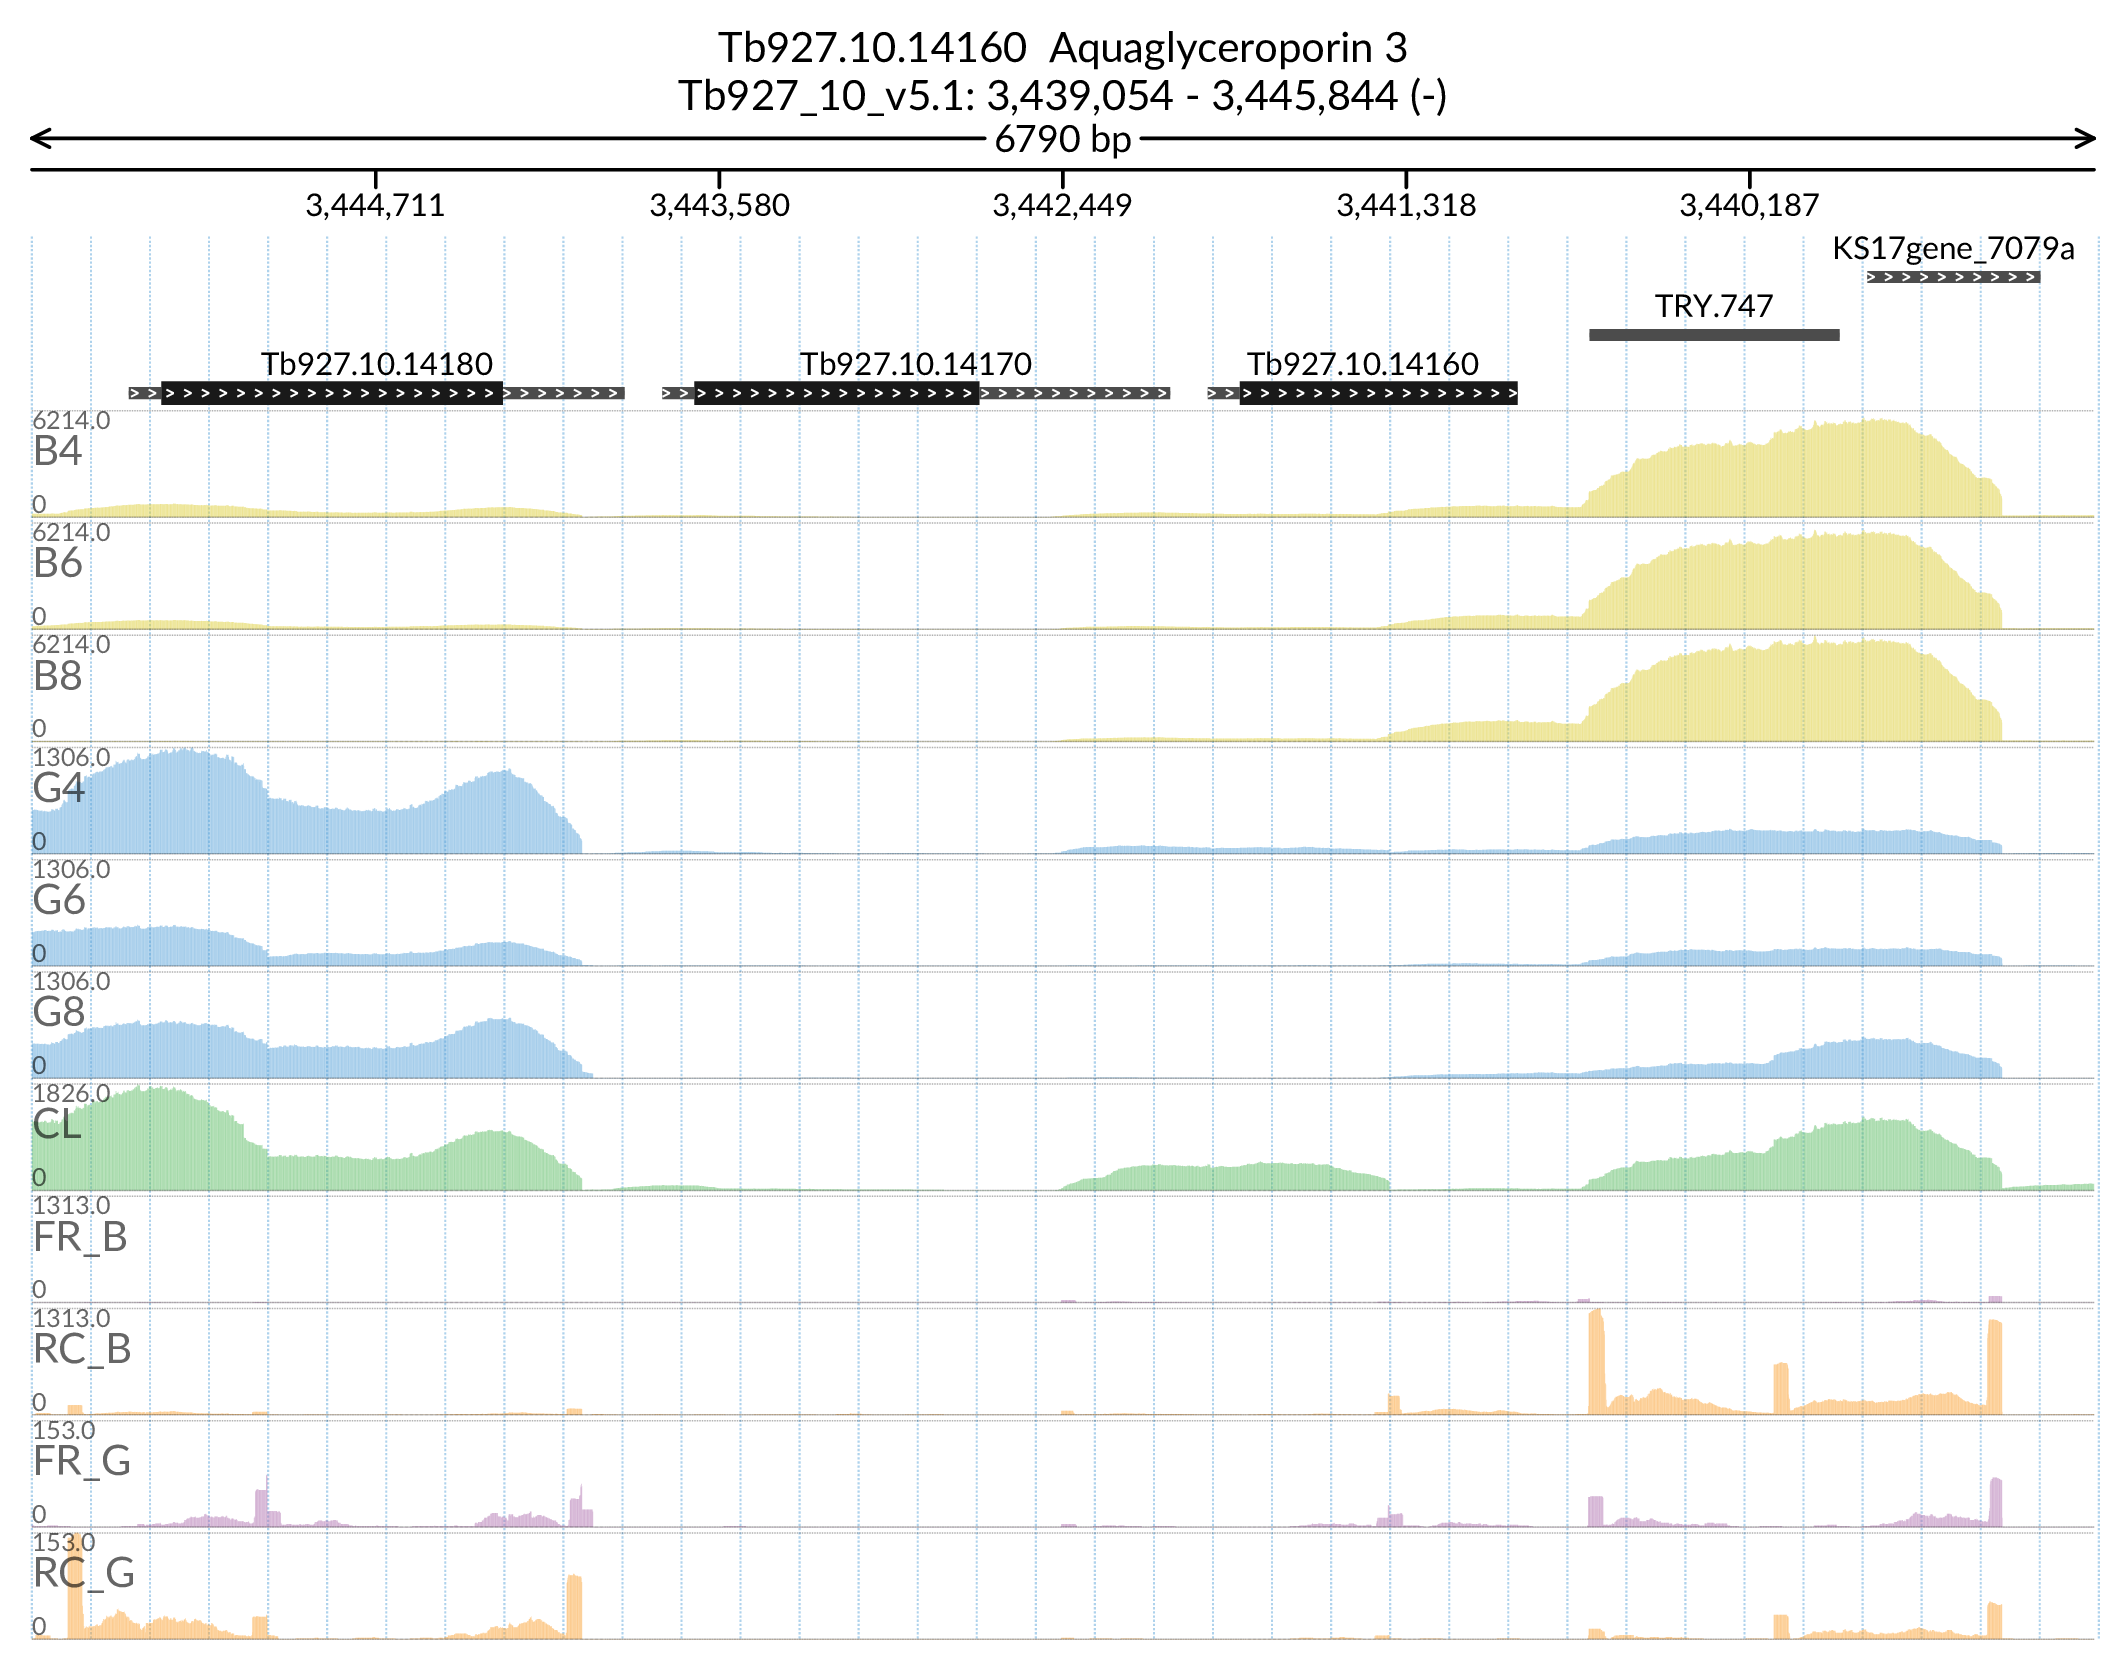 Tb927.10.14160  Aquaglyceroporin 3
Tb927_10_v5.1: 3,439,054 - 3,445,844 (-)
6790 bp
3,444,711 3,443,580 3,442,449 3,441,318 3,440,187
KS17gene_7079a
TRY.747
Tb927.10.14180 Tb927.10.14170 Tb927.10.14160
6214.0
B4
0
6214.0
B6
0
6214.0
B8
0
1306.0
G4
0
1306.0
G6
0
1306.0
G8
0
1826.0
CL
0
1313.0
FR_B
0
1313.0
RC_B
0
153.0
FR_G
0
153.0
RC_G
0